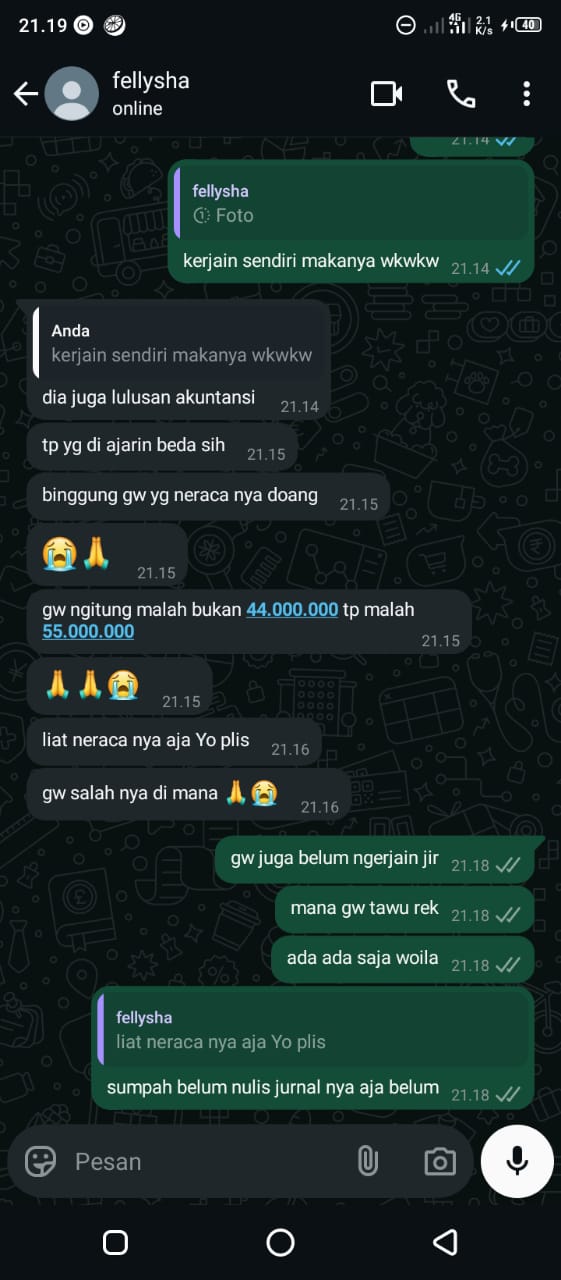 21.19
4G 2.1 K/s 40
fellysha
online
21.14
fellysha
Foto
kerjain sendiri makanya wkwkw 21.14
Anda
kerjain sendiri makanya wkwkw
dia juga lulusan akuntansi 21.14
tp yg di ajarin beda sih 21.15
binggung gw yg neraca nya doang 21.15
😭🙏 21.15
gw ngitung malah bukan 44.000.000 tp malah
55.000.000 21.15
🙏🙏😭 21.15
liat neraca nya aja Yo plis 21.16
gw salah nya di mana 🙏😭 21.16
gw juga belum ngerjain jir 21.18
mana gw tawu rek 21.18
ada ada saja woila 21.18
fellysha
liat neraca nya aja Yo plis
sumpah belum nulis jurnal nya aja belum 21.18
Pesan